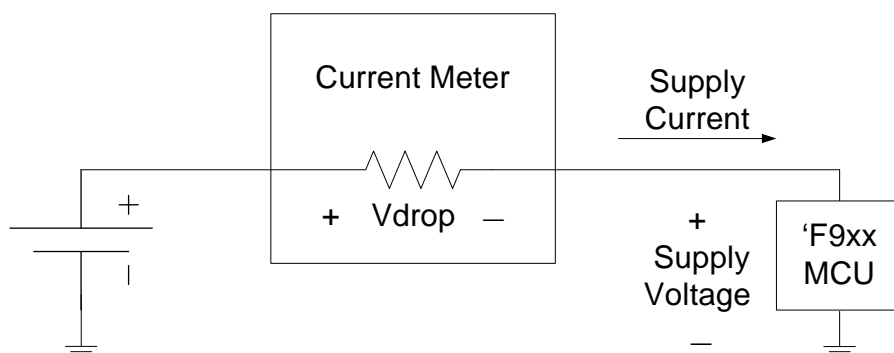 Current Meter
Supply
Current
+
+ Vdrop –
–
+
Supply
Voltage
–
‘F9xx
MCU